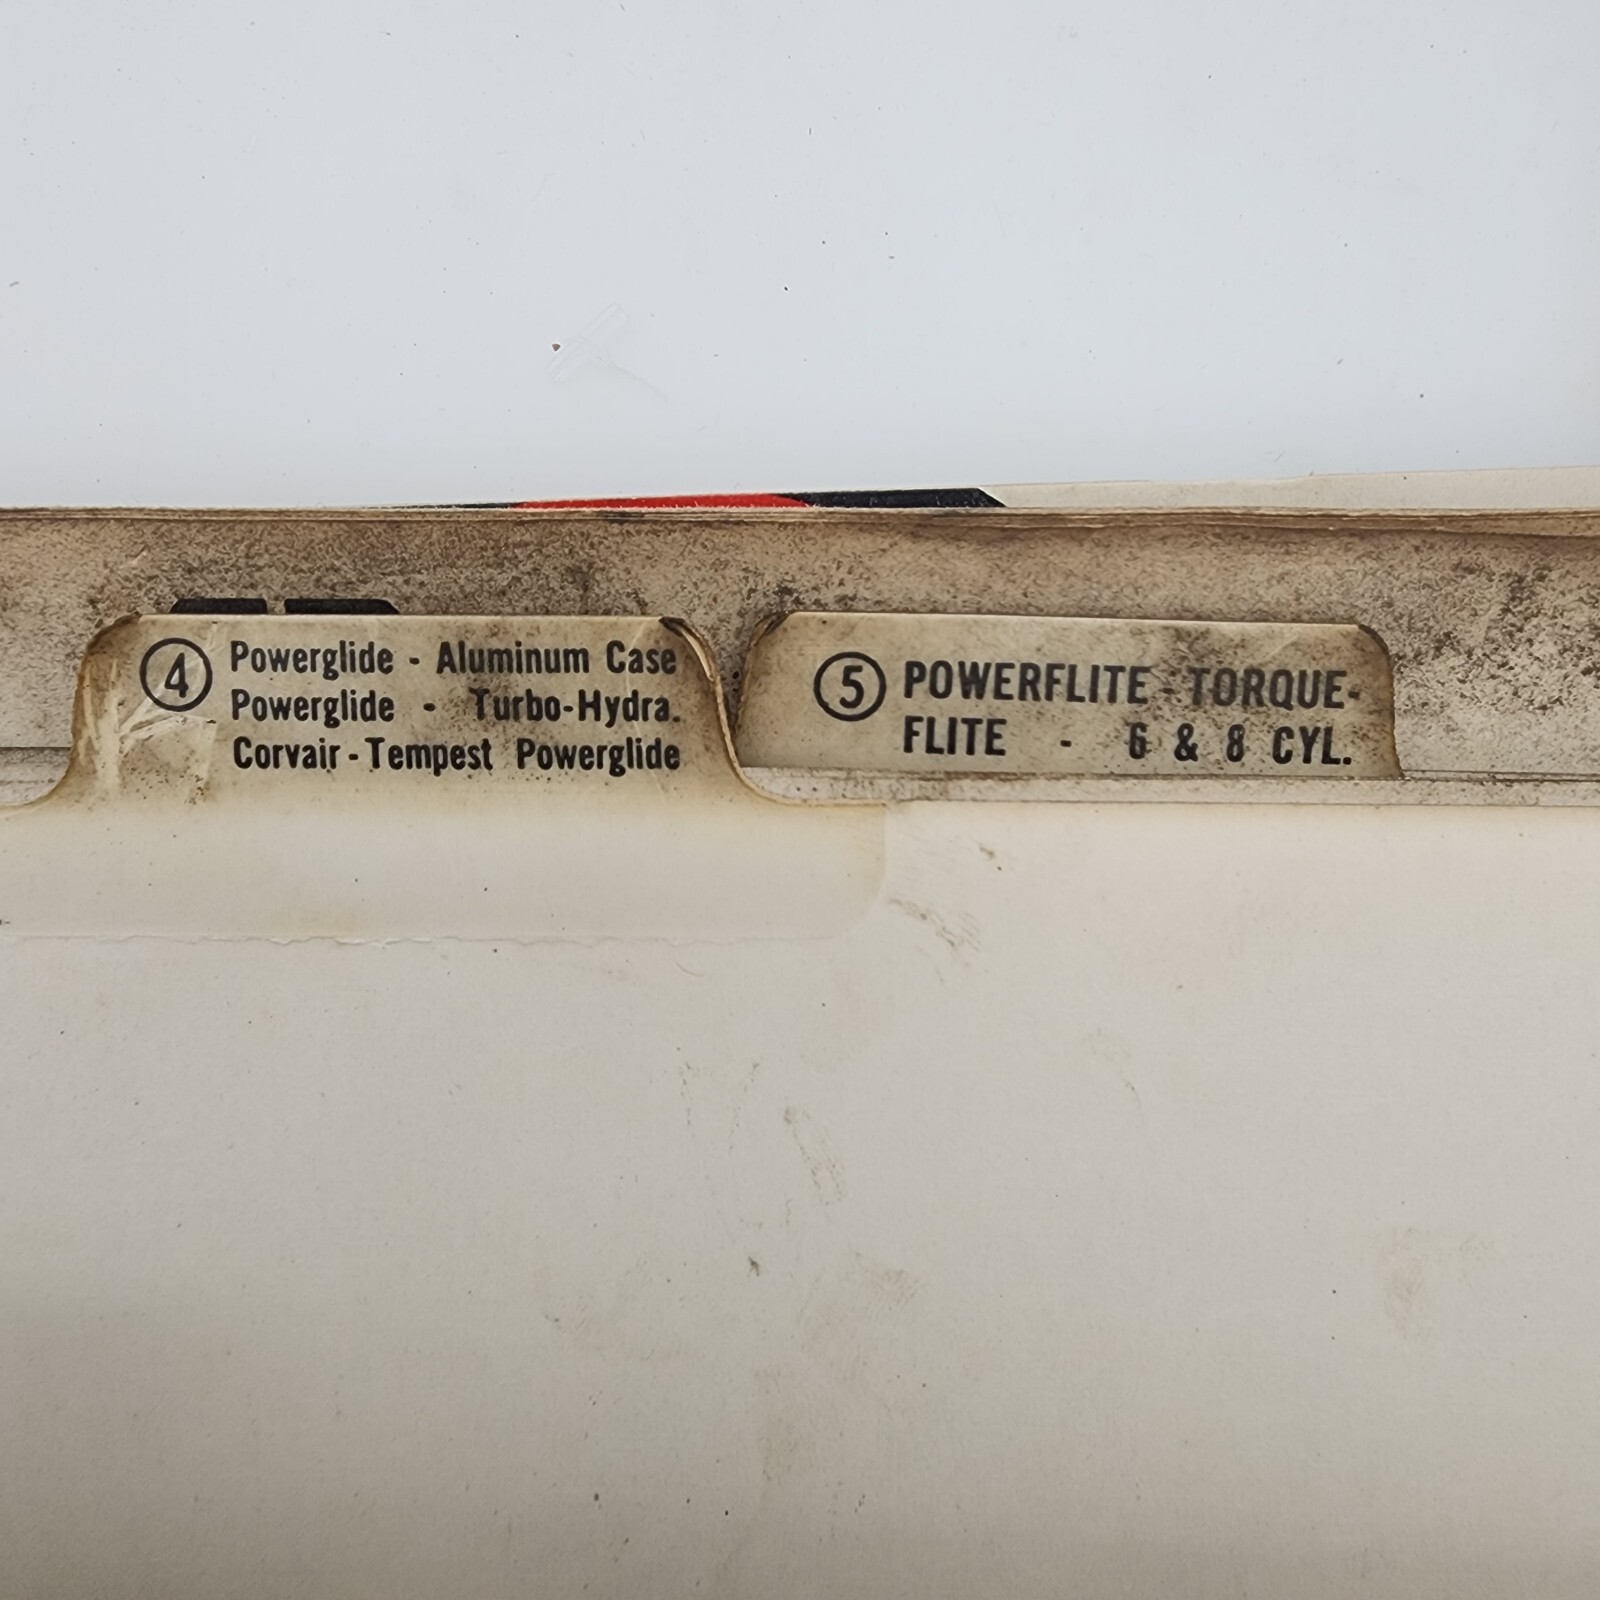 ④ Powerglide - Aluminum Case
Powerglide - Turbo-Hydra.
Corvair - Tempest Powerglide
⑤ POWERFLITE - TORQUE-
FLITE - 6 & 8 CYL.